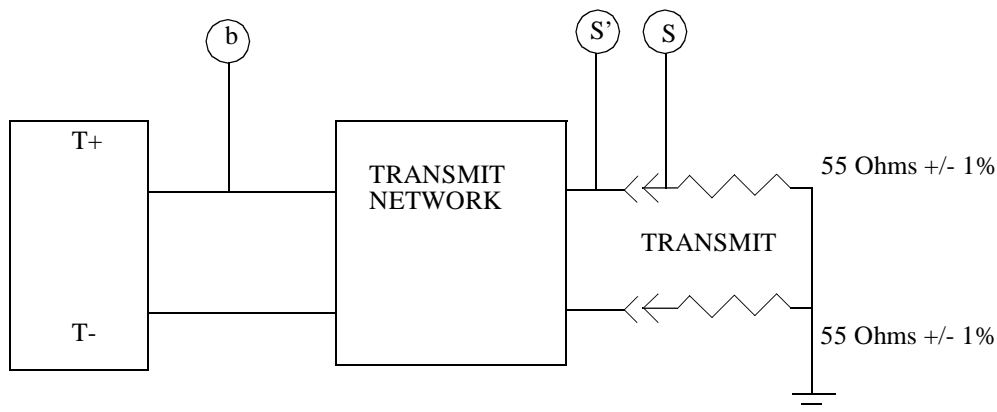 b
S’
S
T+
55 Ohms +/- 1%
TRANSMIT
NETWORK
TRANSMIT
T-
55 Ohms +/- 1%